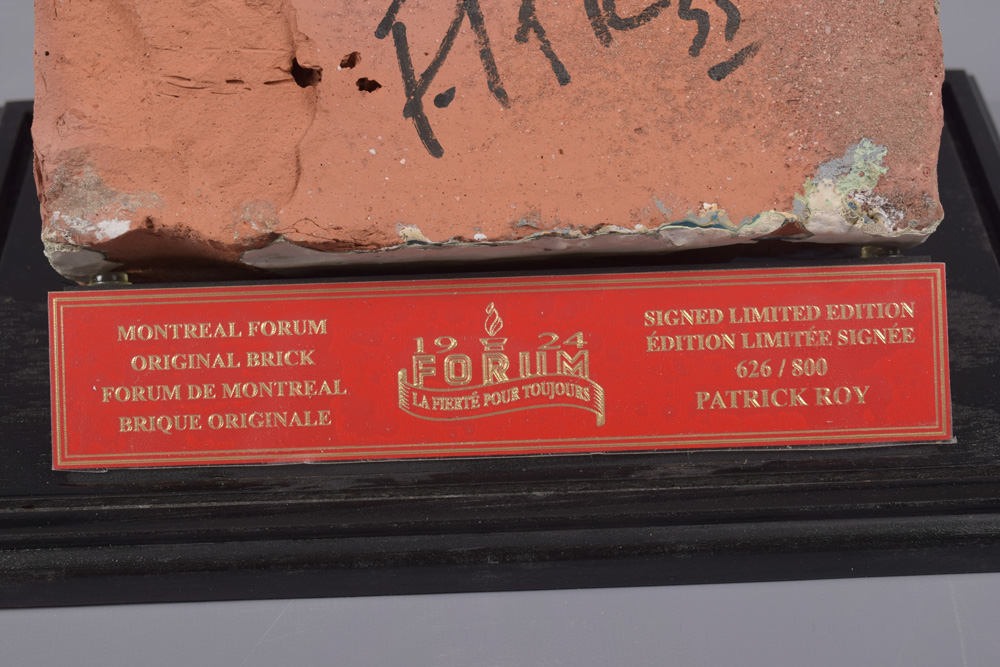 MONTREAL FORUM
ORIGINAL BRICK
FORUM DE MONTREAL
BRIQUE ORIGINALE
19 24
FORUM
LA FIERTÉ POUR TOUJOURS
SIGNED LIMITED EDITION
ÉDITION LIMITÉE SIGNÉE
626 / 800
PATRICK ROY